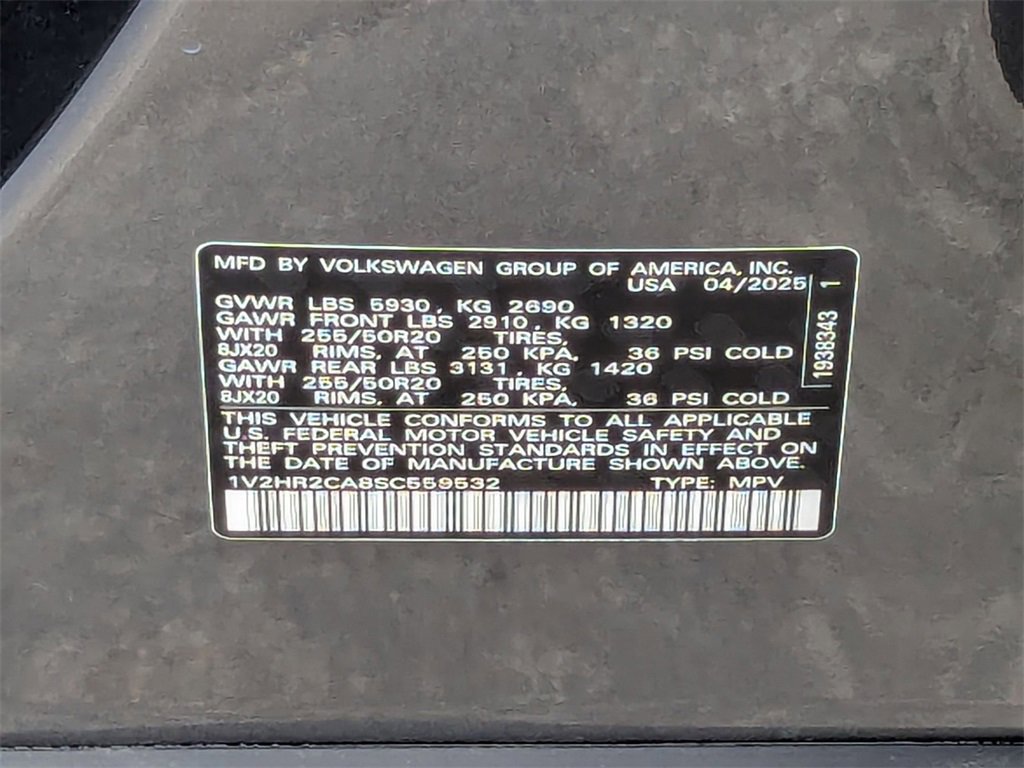 MFD BY VOLKSWAGEN GROUP OF AMERICA, INC.
USA 04/2025
GVWR LBS 5930, KG 2690
GAWR FRONT LBS 2910, KG 1320
WITH 255/50R20 TIRES,
8JX20 RIMS, AT 250 KPA, 36 PSI COLD
GAWR REAR LBS 3131, KG 1420
WITH 255/50R20 TIRES,
8JX20 RIMS, AT 250 KPA, 36 PSI COLD
THIS VEHICLE CONFORMS TO ALL APPLICABLE
U.S. FEDERAL MOTOR VEHICLE SAFETY AND
THEFT PREVENTION STANDARDS IN EFFECT ON
THE DATE OF MANUFACTURE SHOWN ABOVE.
1V2HR2CA8SC559532 TYPE: MPV
1938343 1